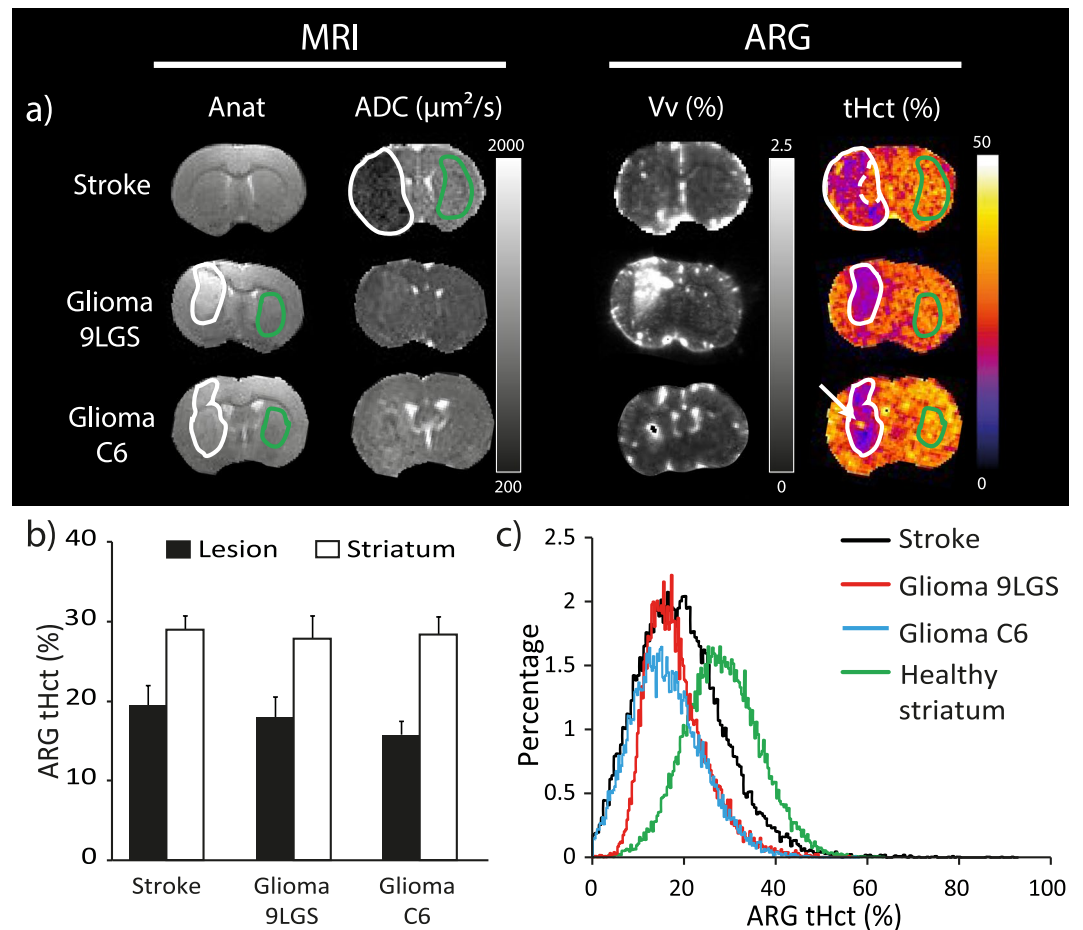 MRI ARG
a) Anat ADC (µm²/s) Vv (%) tHct (%)
2000 2.5 50
Stroke
Glioma
9LGS
Glioma
C6
200 0 0
b)
40
Lesion Striatum
30
20
10
0
ARG tHct (%)
Stroke Glioma Glioma
9LGS C6
c)
2.5
Stroke
2
Glioma 9LGS
1.5
Glioma C6
1
Healthy
striatum
0.5
0
Percentage
0 20 40 60 80 100
ARG tHct (%)